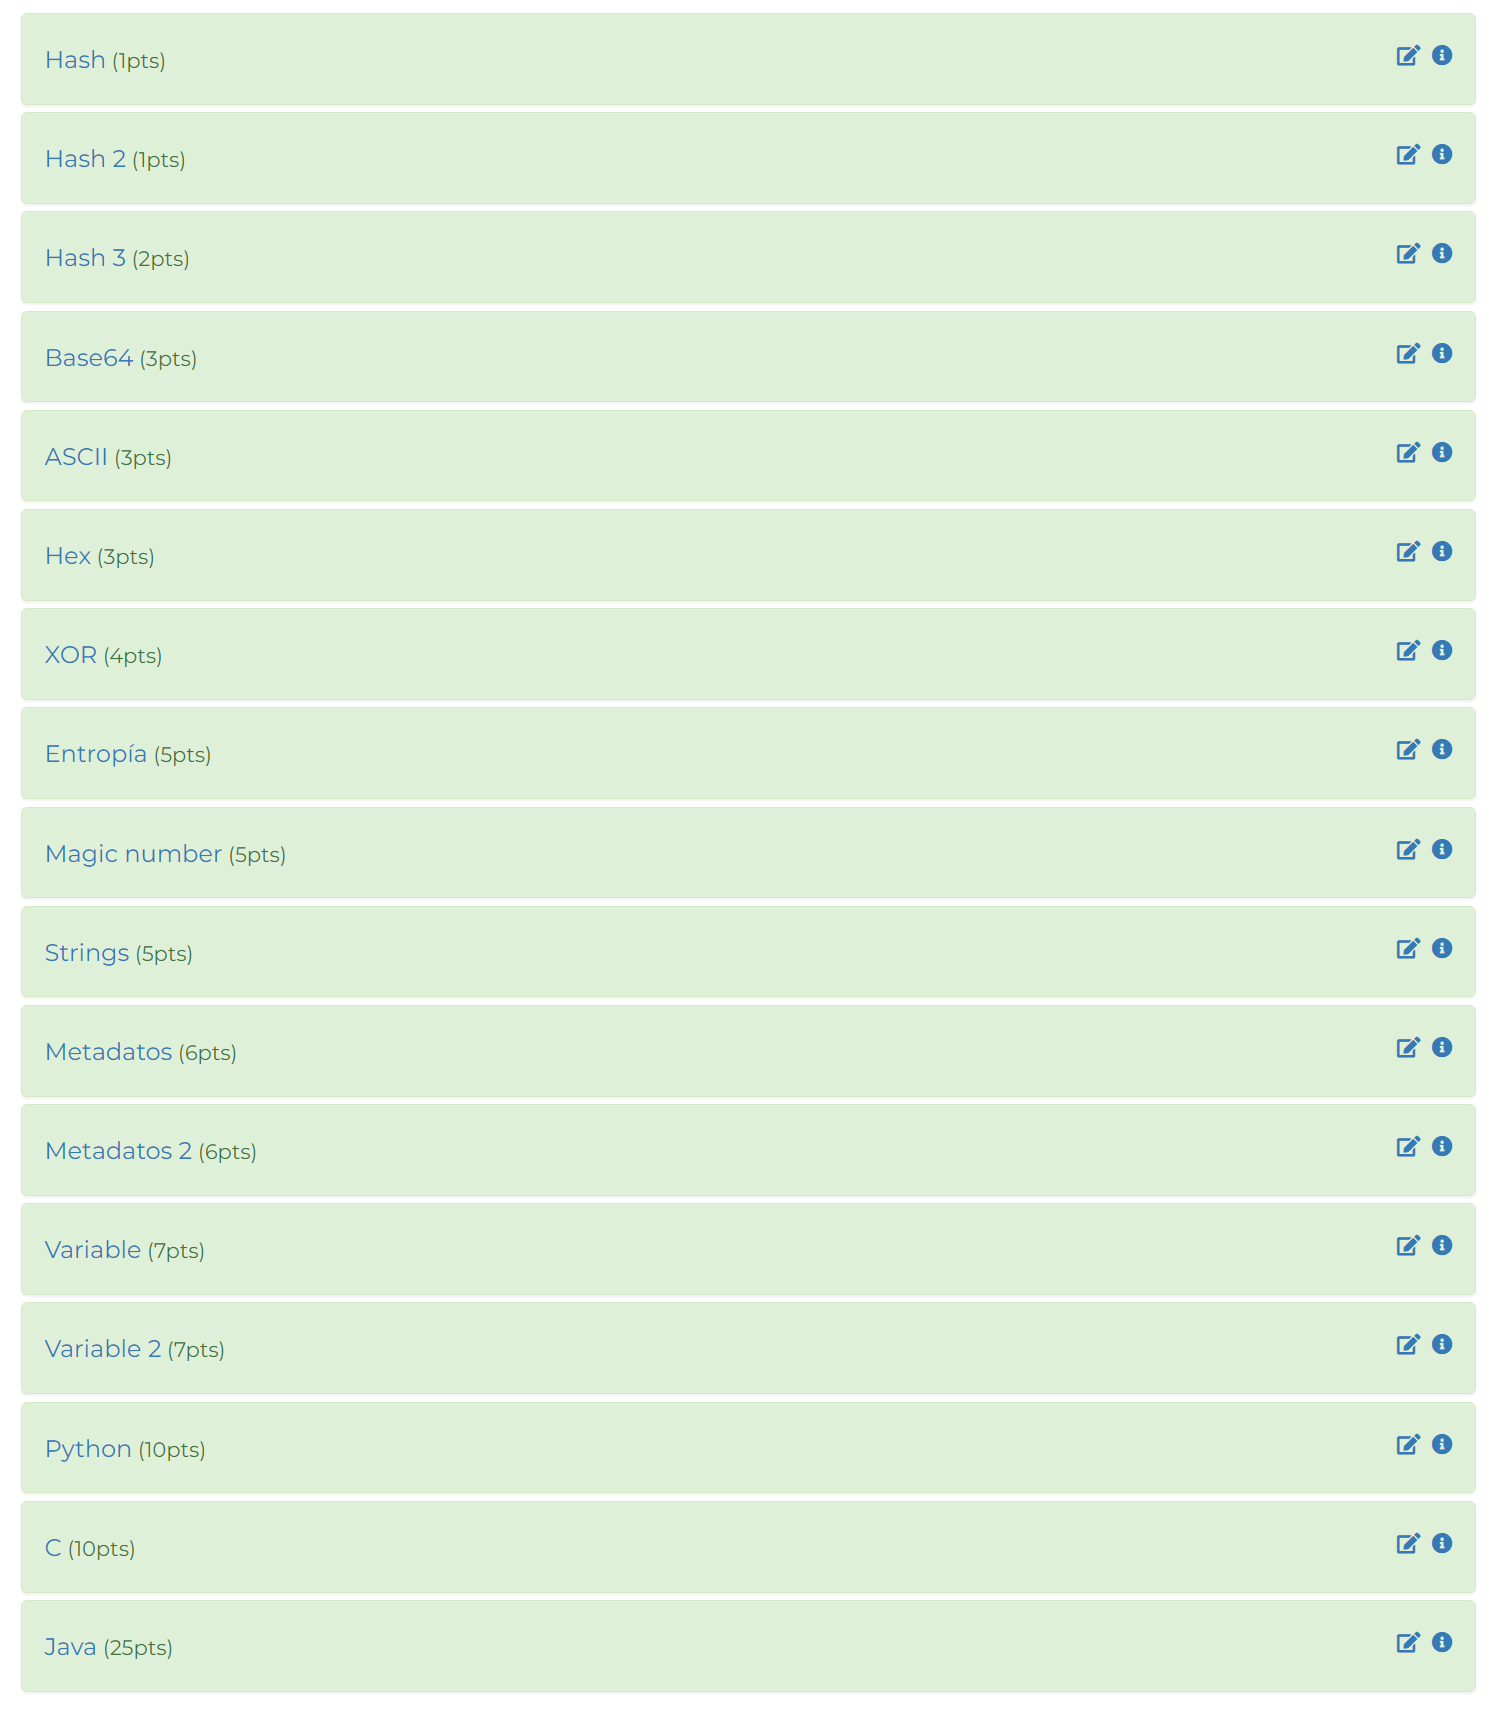 Hash (1pts)
Hash 2 (1pts)
Hash 3 (2pts)
Base64 (3pts)
ASCII (3pts)
Hex (3pts)
XOR (4pts)
Entropía (5pts)
Magic number (5pts)
Strings (5pts)
Metadatos (6pts)
Metadatos 2 (6pts)
Variable (7pts)
Variable 2 (7pts)
Python (10pts)
C (10pts)
Java (25pts)